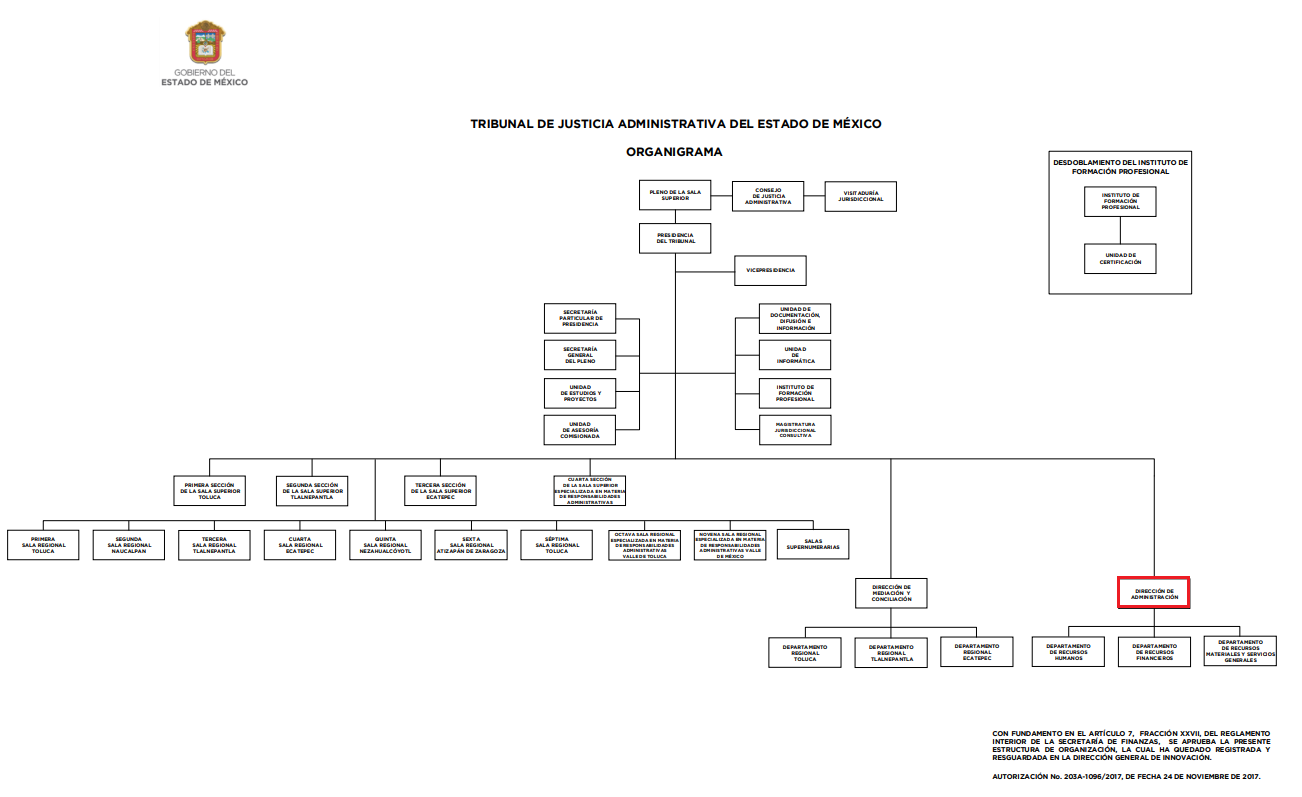 GOBIERNO DEL
ESTADO DE MÉXICO
TRIBUNAL DE JUSTICIA ADMINISTRATIVA DEL ESTADO DE MÉXICO
ORGANIGRAMA
DESDOBLAMIENTO DEL INSTITUTO DE
FORMACIÓN PROFESIONAL
INSTITUTO DE
FORMACIÓN
PROFESIONAL
UNIDAD DE
CERTIFICACIÓN
PLENO DE LA SALA
SUPERIOR
CONSEJO
DE JUSTICIA
ADMINISTRATIVA
VISITADURÍA
JURISDICCIONAL
PRESIDENCIA
DEL TRIBUNAL
VICEPRESIDENCIA
SECRETARÍA
PARTICULAR DE
PRESIDENCIA
SECRETARÍA
GENERAL
DEL PLENO
UNIDAD
DE ESTUDIOS Y
PROYECTOS
UNIDAD
DE ASESORÍA
COMISIONADA
UNIDAD DE
DOCUMENTACIÓN,
DIFUSIÓN E
INFORMACIÓN
UNIDAD
DE
INFORMÁTICA
INSTITUTO DE
FORMACIÓN
PROFESIONAL
MAGISTRATURA
JURISDICCIONAL
CONSULTIVA
PRIMERA SECCIÓN
DE LA SALA SUPERIOR
TOLUCA
SEGUNDA SECCIÓN
DE LA SALA SUPERIOR
TLALNEPANTLA
TERCERA SECCIÓN
DE LA SALA SUPERIOR
ECATEPEC
CUARTA SECCIÓN
DE LA SALA SUPERIOR
ESPECIALIZADA EN MATERIA
DE RESPONSABILIDADES
ADMINISTRATIVAS
PRIMERA
SALA REGIONAL
TOLUCA
SEGUNDA
SALA REGIONAL
NAUCALPAN
TERCERA
SALA REGIONAL
TLALNEPANTLA
CUARTA
SALA REGIONAL
ECATEPEC
QUINTA
SALA REGIONAL
NEZAHUALCÓYOTL
SEXTA
SALA REGIONAL
ATIZAPÁN DE ZARAGOZA
SÉPTIMA
SALA REGIONAL
TOLUCA
OCTAVA SALA REGIONAL
ESPECIALIZADA EN MATERIA
DE RESPONSABILIDADES
ADMINISTRATIVAS
VALLE DE TOLUCA
NOVENA SALA REGIONAL
ESPECIALIZADA EN MATERIA
DE RESPONSABILIDADES
ADMINISTRATIVAS VALLE
DE MÉXICO
SALAS
SUPERNUMERARIAS
DIRECCIÓN DE
MEDIACIÓN Y
CONCILIACIÓN
DIRECCIÓN DE
ADMINISTRACIÓN
DEPARTAMENTO
REGIONAL
TOLUCA
DEPARTAMENTO
REGIONAL
TLALNEPANTLA
DEPARTAMENTO
REGIONAL
ECATEPEC
DEPARTAMENTO
DE RECURSOS
HUMANOS
DEPARTAMENTO
DE RECURSOS
FINANCIEROS
DEPARTAMENTO
DE RECURSOS
MATERIALES Y SERVICIOS
GENERALES
CON FUNDAMENTO EN EL ARTÍCULO 7, FRACCIÓN XXVII, DEL REGLAMENTO
INTERIOR DE LA SECRETARÍA DE FINANZAS, SE APRUEBA LA PRESENTE
ESTRUCTURA DE ORGANIZACIÓN, LA CUAL HA QUEDADO REGISTRADA Y
RESGUARDADA EN LA DIRECCIÓN GENERAL DE INNOVACIÓN.
AUTORIZACIÓN No. 203A-1096/2017, DE FECHA 24 DE NOVIEMBRE DE 2017.